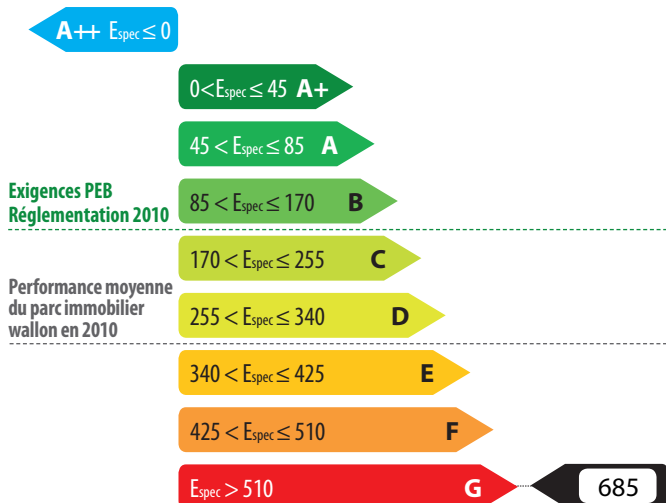 A++ Espec ≤ 0
0<Espec ≤ 45 A+
45 < Espec ≤ 85 A
Exigences PEB
Réglementation 2010
85 < Espec ≤ 170 B
170 < Espec ≤ 255 C
Performance moyenne
du parc immobilier
wallon en 2010
255 < Espec ≤ 340 D
340 < Espec ≤ 425 E
425 < Espec ≤ 510 F
Espec > 510 G
685